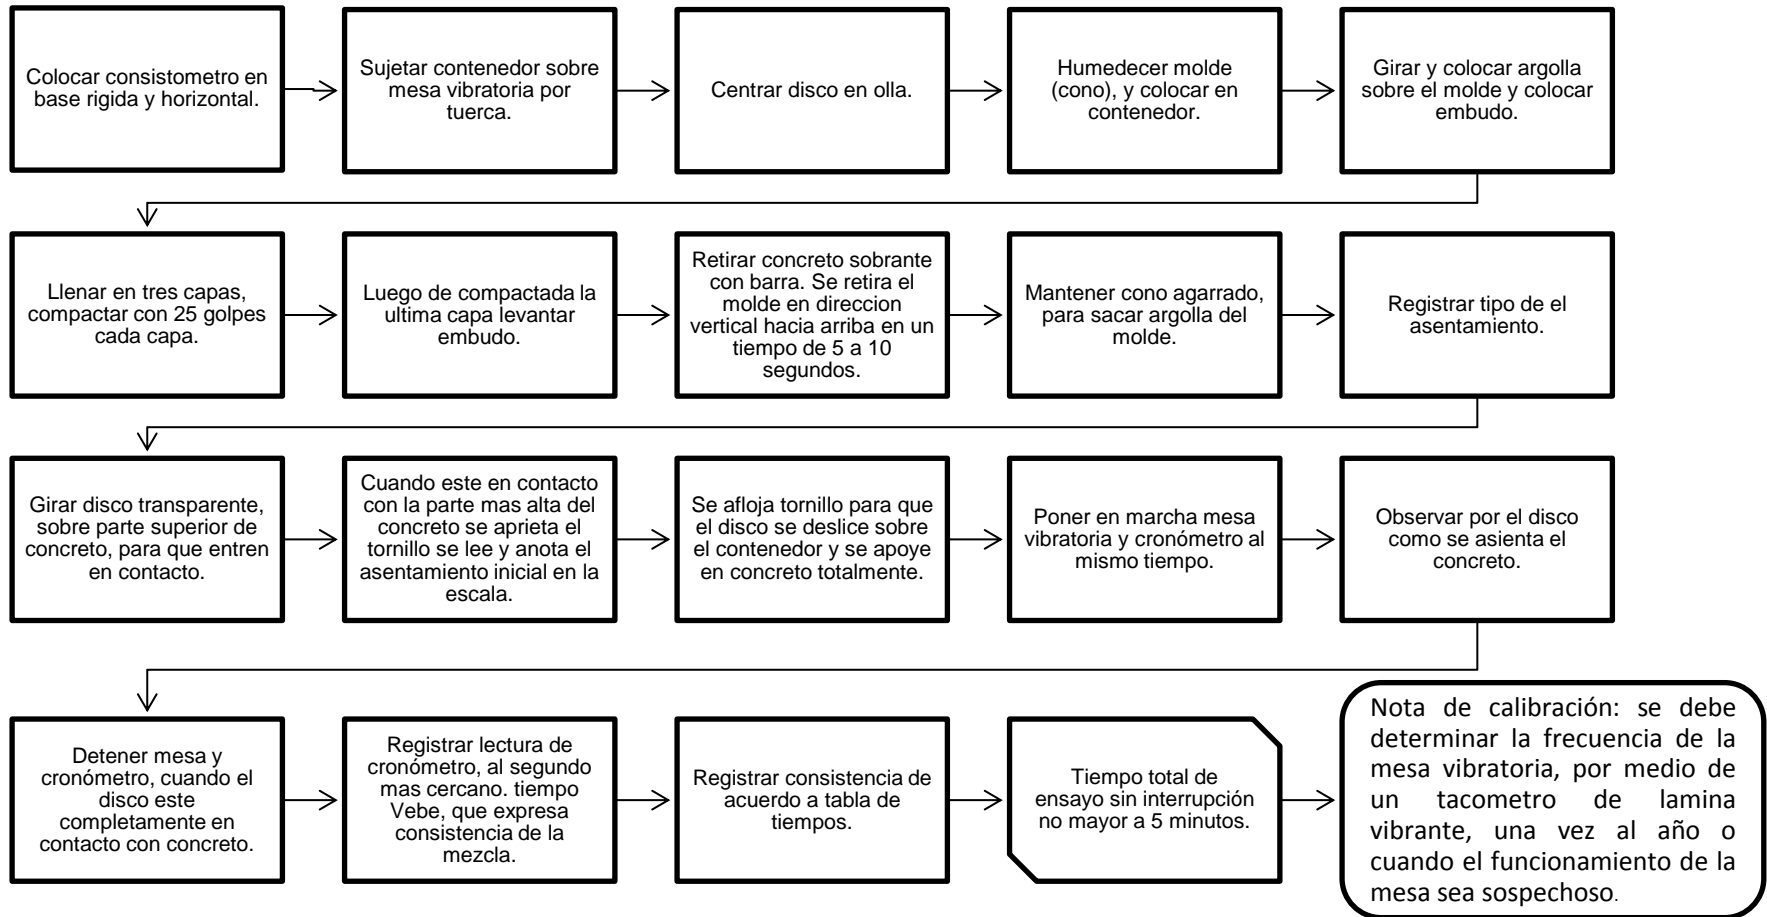 Colocar consistometro en
base rigida y horizontal.
Sujetar contenedor sobre
mesa vibratoria por
tuerca.
Centrar disco en olla.
Humedecer molde
(cono), y colocar en
contenedor.
Girar y colocar argolla
sobre el molde y colocar
embudo.
Llenar en tres capas,
compactar con 25 golpes
cada capa.
Luego de compactada la
ultima capa levantar
embudo.
Retirar concreto sobrante
con barra. Se retira el
molde en direccion
vertical hacia arriba en un
tiempo de 5 a 10
segundos.
Mantener cono agarrado,
para sacar argolla del
molde.
Registrar tipo de el
asentamiento.
Girar disco transparente,
sobre parte superior de
concreto, para que entren
en contacto.
Cuando este en contacto
con la parte mas alta del
concreto se aprieta el
tornillo se lee y anota el
asentamiento inicial en la
escala.
Se afloja tornillo para que
el disco se deslice sobre
el contenedor y se apoye
en concreto totalmente.
Poner en marcha mesa
vibratoria y cronómetro al
mismo tiempo.
Observar por el disco
como se asienta el
concreto.
Detener mesa y
cronómetro, cuando el
disco este
completamente en
contacto con concreto.
Registrar lectura de
cronómetro, al segundo
mas cercano. tiempo
Vebe, que expresa
consistencia de la
mezcla.
Registrar consistencia de
acuerdo a tabla de
tiempos.
Tiempo total de
ensayo sin interrupción
no mayor a 5 minutos.
Nota de calibración: se debe
determinar la frecuencia de la
mesa vibratoria, por medio de
un tacometro de lamina
vibrante, una vez al año o
cuando el funcionamiento de la
mesa sea sospechoso.